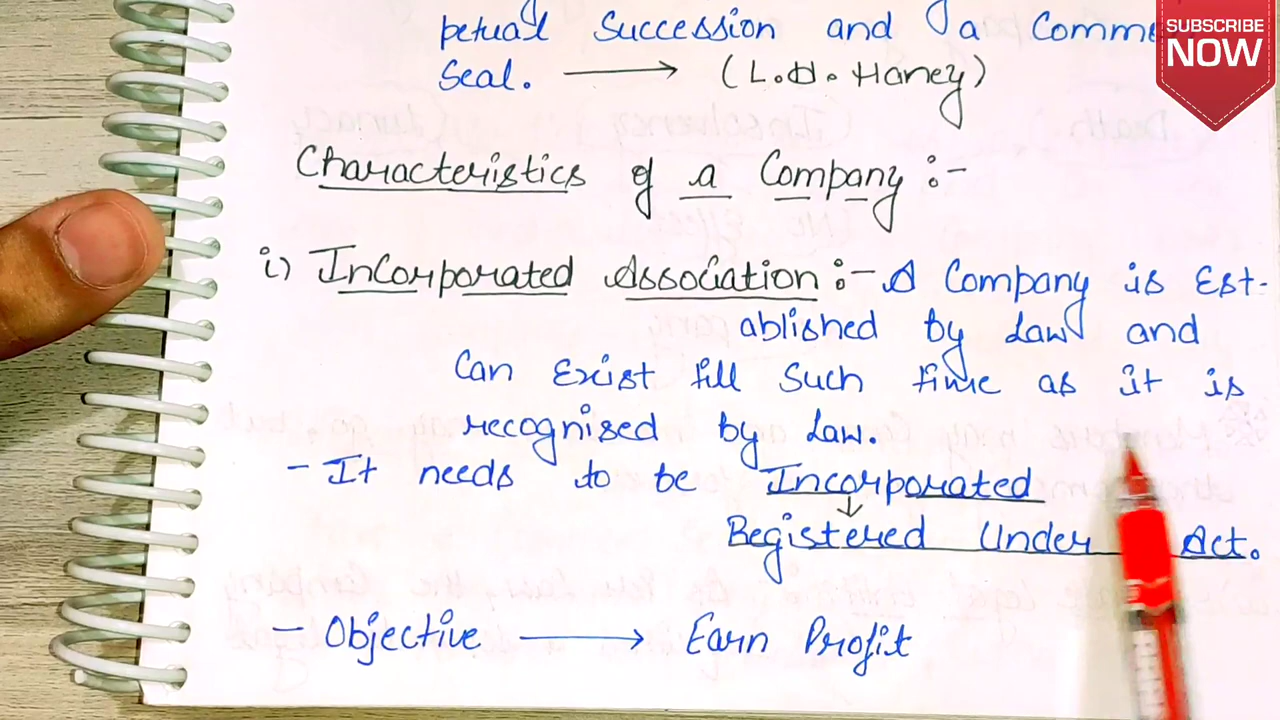 petual Succession and a Comm
Seal. → (L.H. Haney)
SUBSCRIBE
NOW
Characteristics of a Company :-
i) Incorporated Association :- A Company is Est-
ablished by Law and
Can Exist till Such time as it is
recognised by Law.
- It needs to be Incorporated
↓
Registered Under Act.
- Objective → Earn Profit